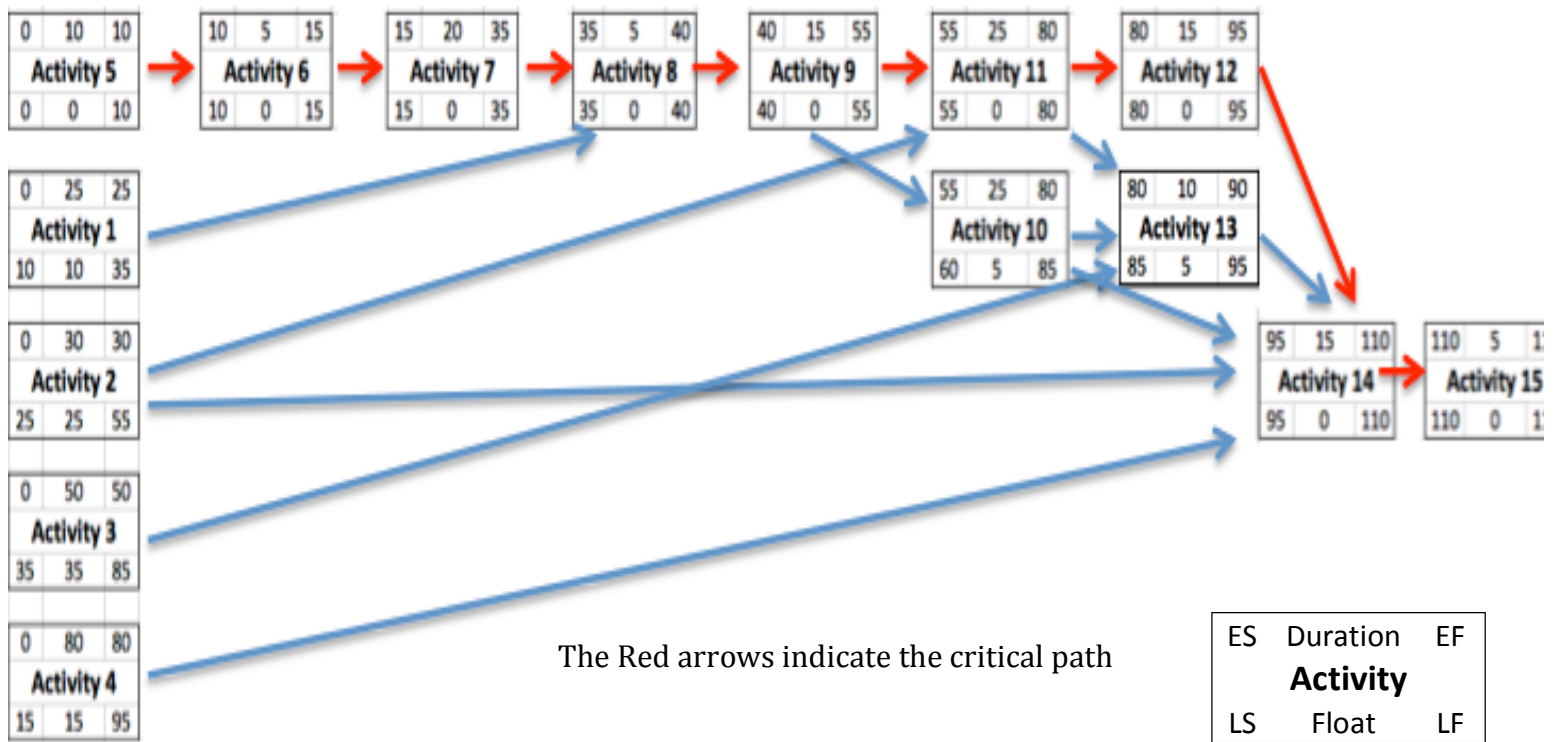 0 10 10
Activity 5
0 0 10
10 5 15
Activity 6
10 0 15
15 20 35
Activity 7
15 0 35
35 5 40
Activity 8
35 0 40
40 15 55
Activity 9
40 0 55
55 25 80
Activity 11
55 0 80
80 15 95
Activity 12
80 0 95
0 25 25
Activity 1
10 10 35
55 25 80
Activity 10
60 5 85
80 10 90
Activity 13
85 5 95
0 30 30
Activity 2
25 25 55
95 15 110
Activity 14
95 0 110
110 5
Activity 15
110 0
0 50 50
Activity 3
35 35 85
0 80 80
Activity 4
15 15 95
The Red arrows indicate the critical path
ES Duration EF
Activity
LS Float LF